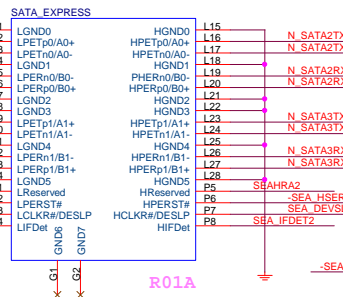 SATA_EXPRESS
LGND0 HGND0 L15
LPETp0/A0+ HPETp0/A0+ L16 N_SATA2TX
LPETn0/A0- HPETn0/A0- L17 N_SATA2TX
LGND1 HGND1 L18
LPERn0/B0- PHERn0/B0- L19 N_SATA2RX
LPERp0/B0+ HPERp0/B0+ L20 N_SATA2RX
LGND2 HGND2 L21
LGND3 HGND3 L22
LPETp1/A1+ HPETp1/A1+ L23 N_SATA3TX
LPETn1/A1- HPETn1/A1- L24 N_SATA3TX
LGND4 HGND4 L25
LPERn1/B1- HPERn1/B1- L26 N_SATA3RX
LPERp1/B1+ HPERp1/B1+ L27 N_SATA3RX
LGND5 HGND5 L28
LReserved HReserved P5 SEAHRA2
LPERST# HPERST# P6 -SEA_HSER
LCLKR#/DESLP HCLKR#/DESLP P7 SEA_DEVSL
LIFDet HIFDet P8 SEA_IFDET2
GND6 GND7
G1 G2
-SEA
R01A